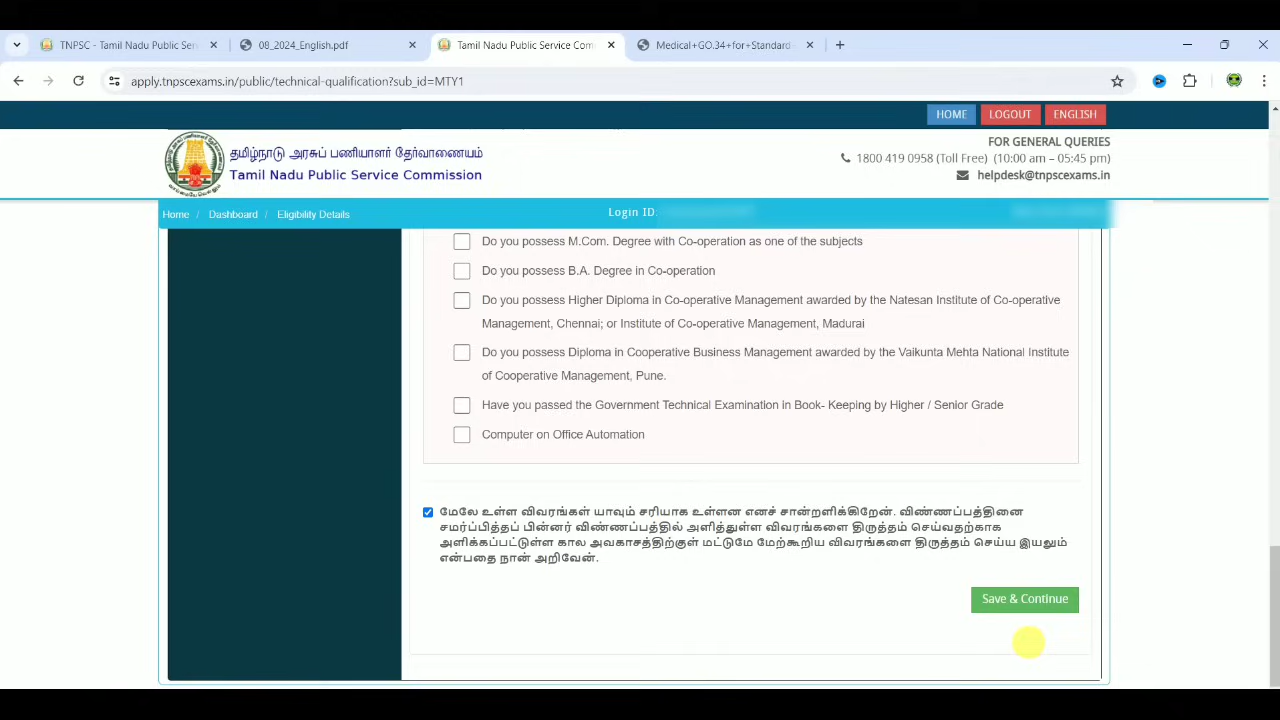 TNPSC - Tamil Nadu Public Ser
08_2024_English.pdf
Tamil Nadu Public Service Com
Medical+GO.34+for+Standard
apply.tnpscexams.in/public/technical-qualification?sub_id=MTY1
HOME
LOGOUT
ENGLISH
தமிழ்நாடு அரசுப் பணியாளர் தேர்வாணையம்
Tamil Nadu Public Service Commission
FOR GENERAL QUERIES
1800 419 0958 (Toll Free) (10:00 am – 05:45 pm)
helpdesk@tnpscexams.in
Home / Dashboard / Eligibility Details
Login ID:
Do you possess M.Com. Degree with Co-operation as one of the subjects
Do you possess B.A. Degree in Co-operation
Do you possess Higher Diploma in Co-operative Management awarded by the Natesan Institute of Co-operative
Management, Chennai; or Institute of Co-operative Management, Madurai
Do you possess Diploma in Cooperative Business Management awarded by the Vaikunta Mehta National Institute
of Cooperative Management, Pune.
Have you passed the Government Technical Examination in Book- Keeping by Higher / Senior Grade
Computer on Office Automation
மேலே உள்ள விவரங்கள் யாவும் சரியாக உள்ளன எனச் சான்றளிக்கிறேன். விண்ணப்பத்தினை
சமர்ப்பித்தப் பின்னர் விண்ணப்பத்தில் அளித்துள்ள விவரங்களை திருத்தம் செய்வதற்காக
அளிக்கப்பட்டுள்ள கால அவகாசத்திற்குள் மட்டுமே மேற்கூறிய விவரங்களை திருத்தம் செய்ய இயலும்
என்பதை நான் அறிவேன்.
Save & Continue